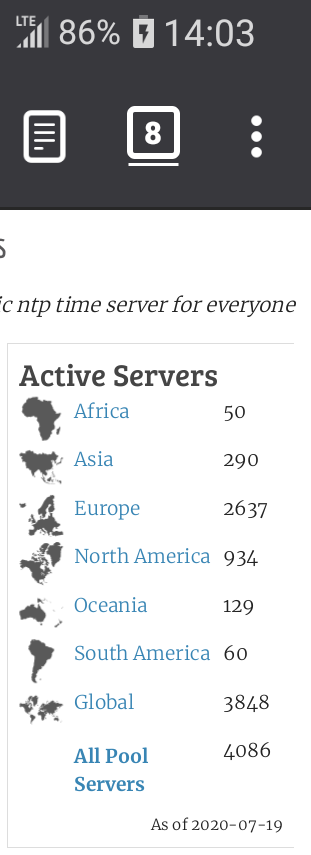 LTE 86% 14:03
8
s
ic ntp time server for everyone
Active Servers
Africa 50
Asia 290
Europe 2637
North America 934
Oceania 129
South America 60
Global 3848
All Pool 4086
Servers
As of 2020-07-19